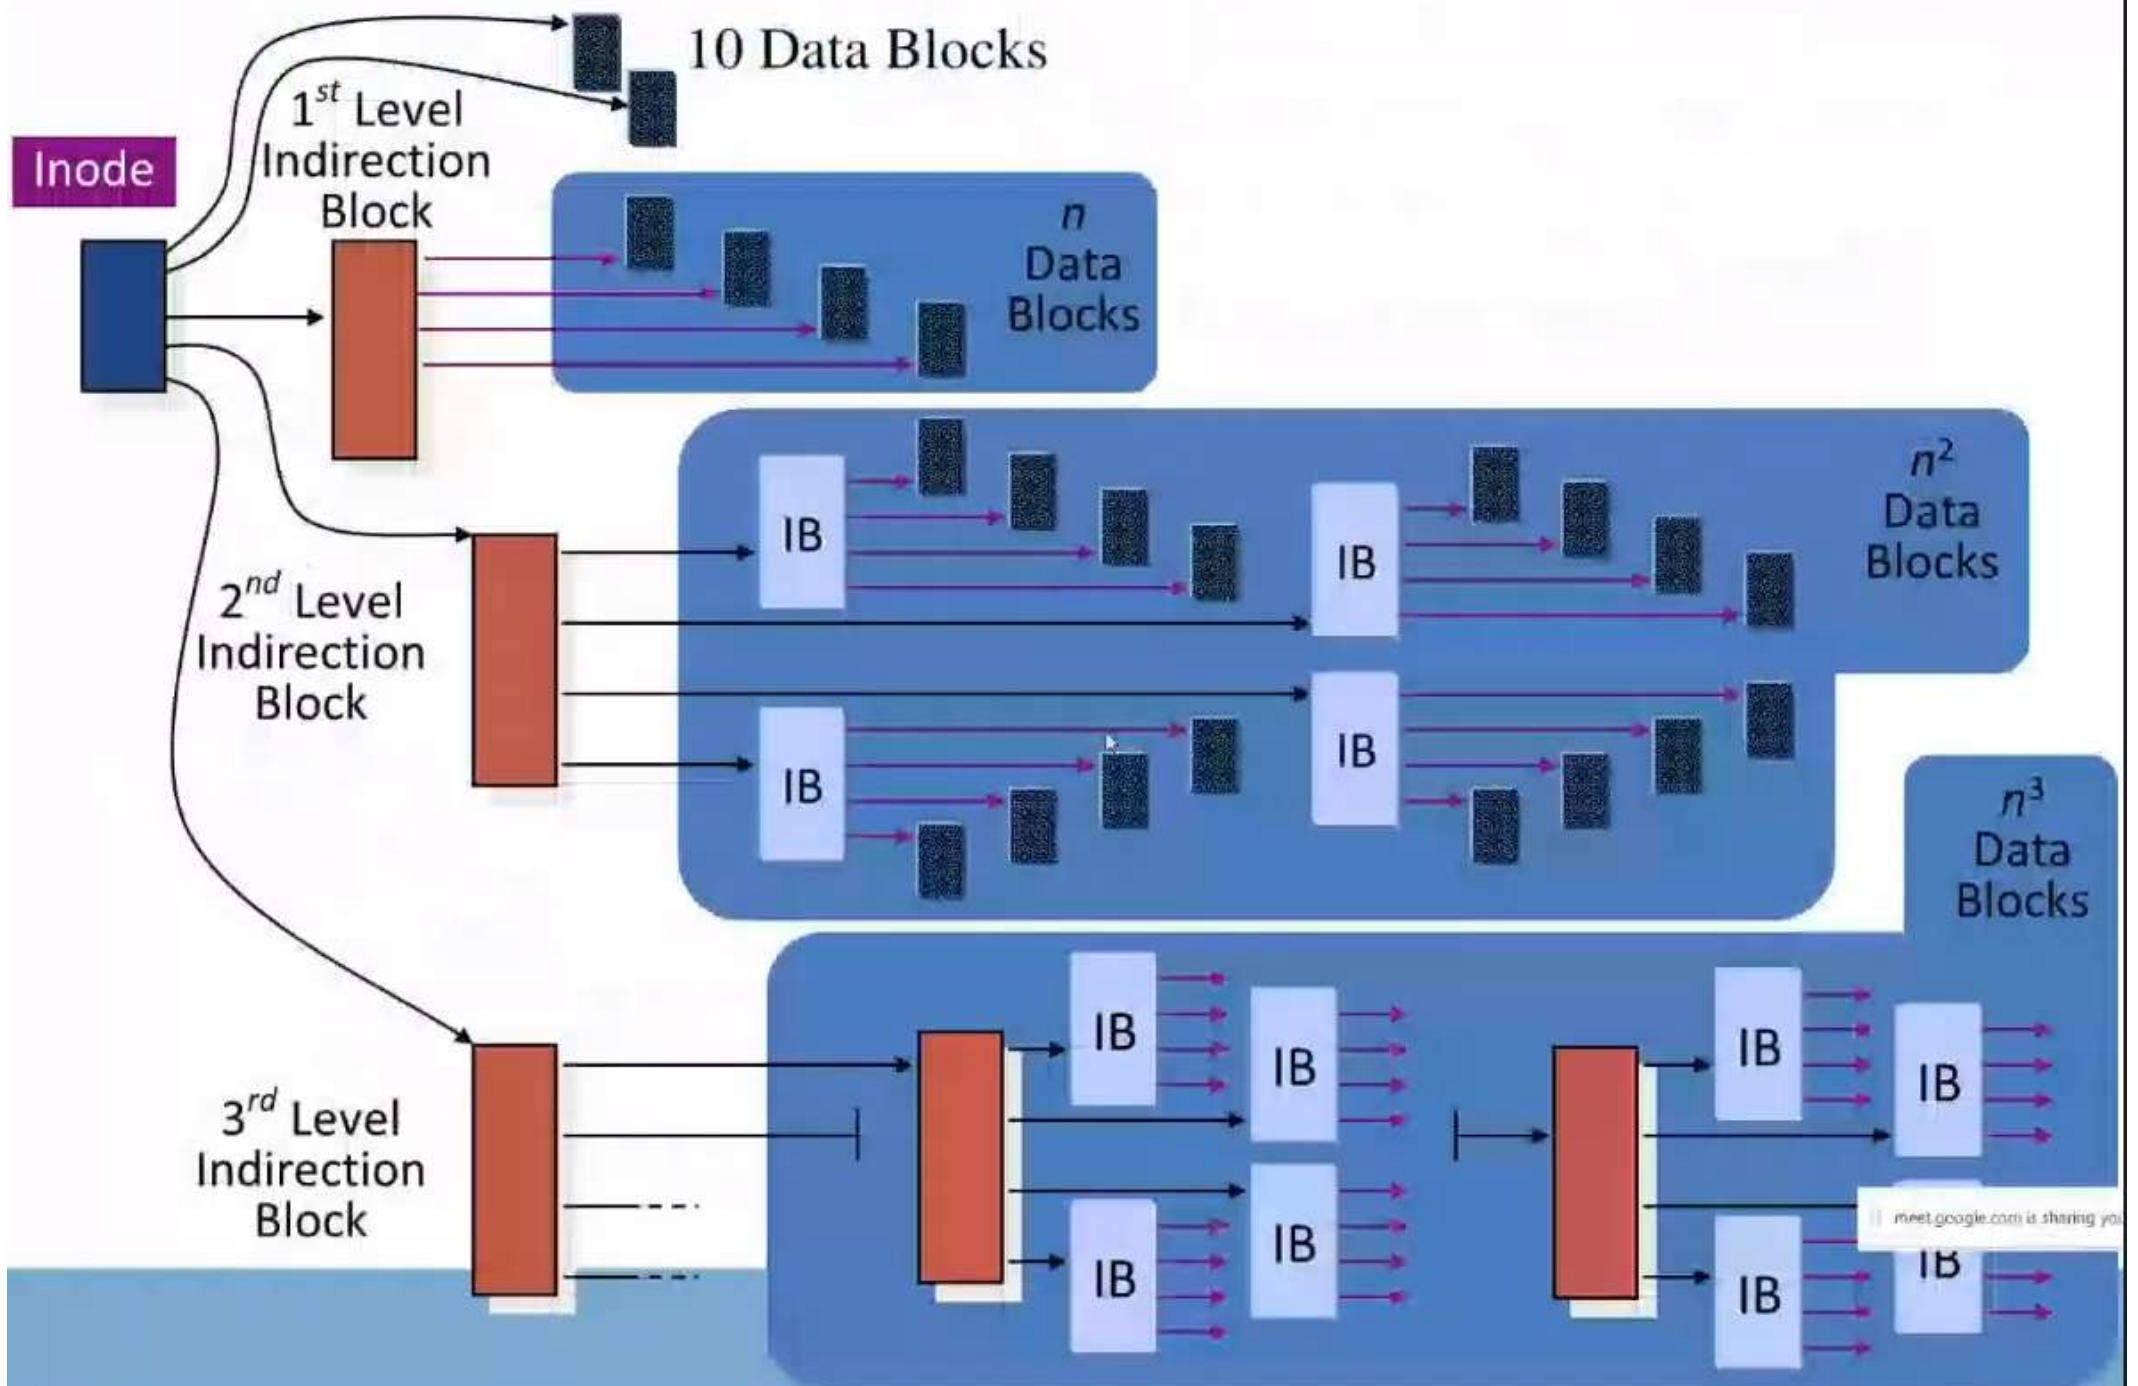 10 Data Blocks
1st Level
Indirection
Block
Inode
n
Data
Blocks
n2
Data
Blocks
IB
IB
2nd Level
Indirection
Block
IB
IB
n3
Data
Blocks
3rd Level
Indirection
Block
IB
IB
IB
IB
IB
IB
IB
IB
meet.google.com is sharing you